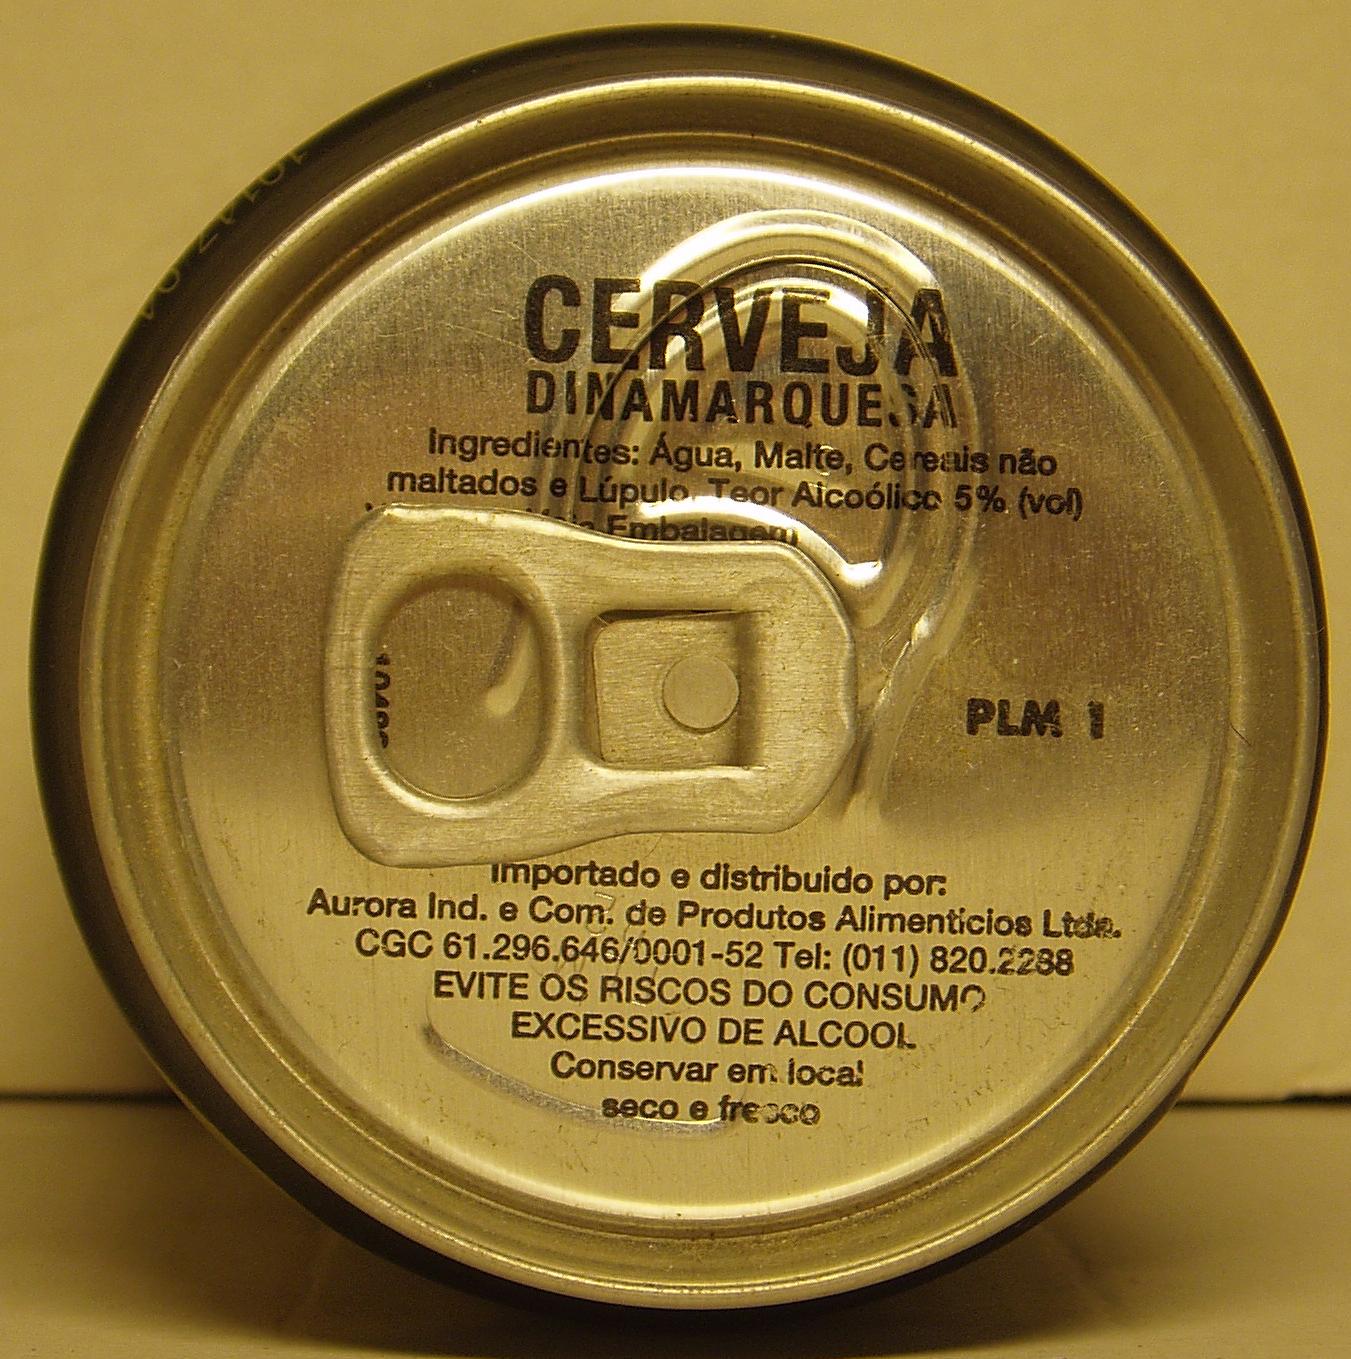 CERVEJA
DINAMARQUESA
Ingredientes: Água, Malte, Cereais não
maltados e Lúpulo, Teor Alcoólico 5% (vol)
Embalagem
PLM 1
Importado e distribuido por:
Aurora Ind. e Com. de Produtos Alimentícios Ltda.
CGC 61.296.646/0001-52 Tel: (011) 820.2288
EVITE OS RISCOS DO CONSUMO
EXCESSIVO DE ALCOOL
Conservar em local
seco e fresco